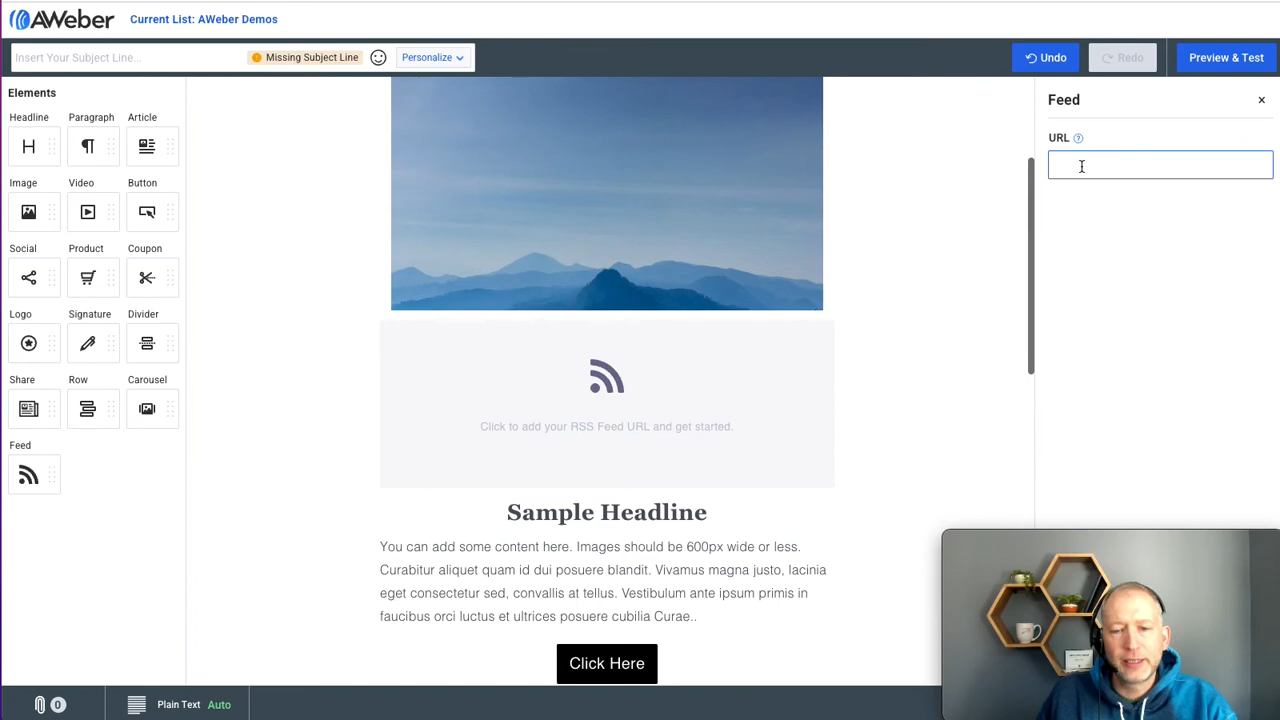 AWeber
Current List: AWeber Demos
Insert Your Subject Line...
Missing Subject Line
Personalize
Undo
Redo
Preview & Test
Elements
Headline
Paragraph
Article
Image
Video
Button
Social
Product
Coupon
Logo
Signature
Divider
Share
Row
Carousel
Feed
Click to add your RSS Feed URL and get started.
Sample Headline
You can add some content here. Images should be 600px wide or less.
Curabitur aliquet quam id dui posuere blandit. Vivamus magna justo, lacinia
eget consectetur sed, convallis at tellus. Vestibulum ante ipsum primis in
faucibus orci luctus et ultrices posuere cubilia Curae..
Click Here
Feed
URL
0
Plain Text Auto